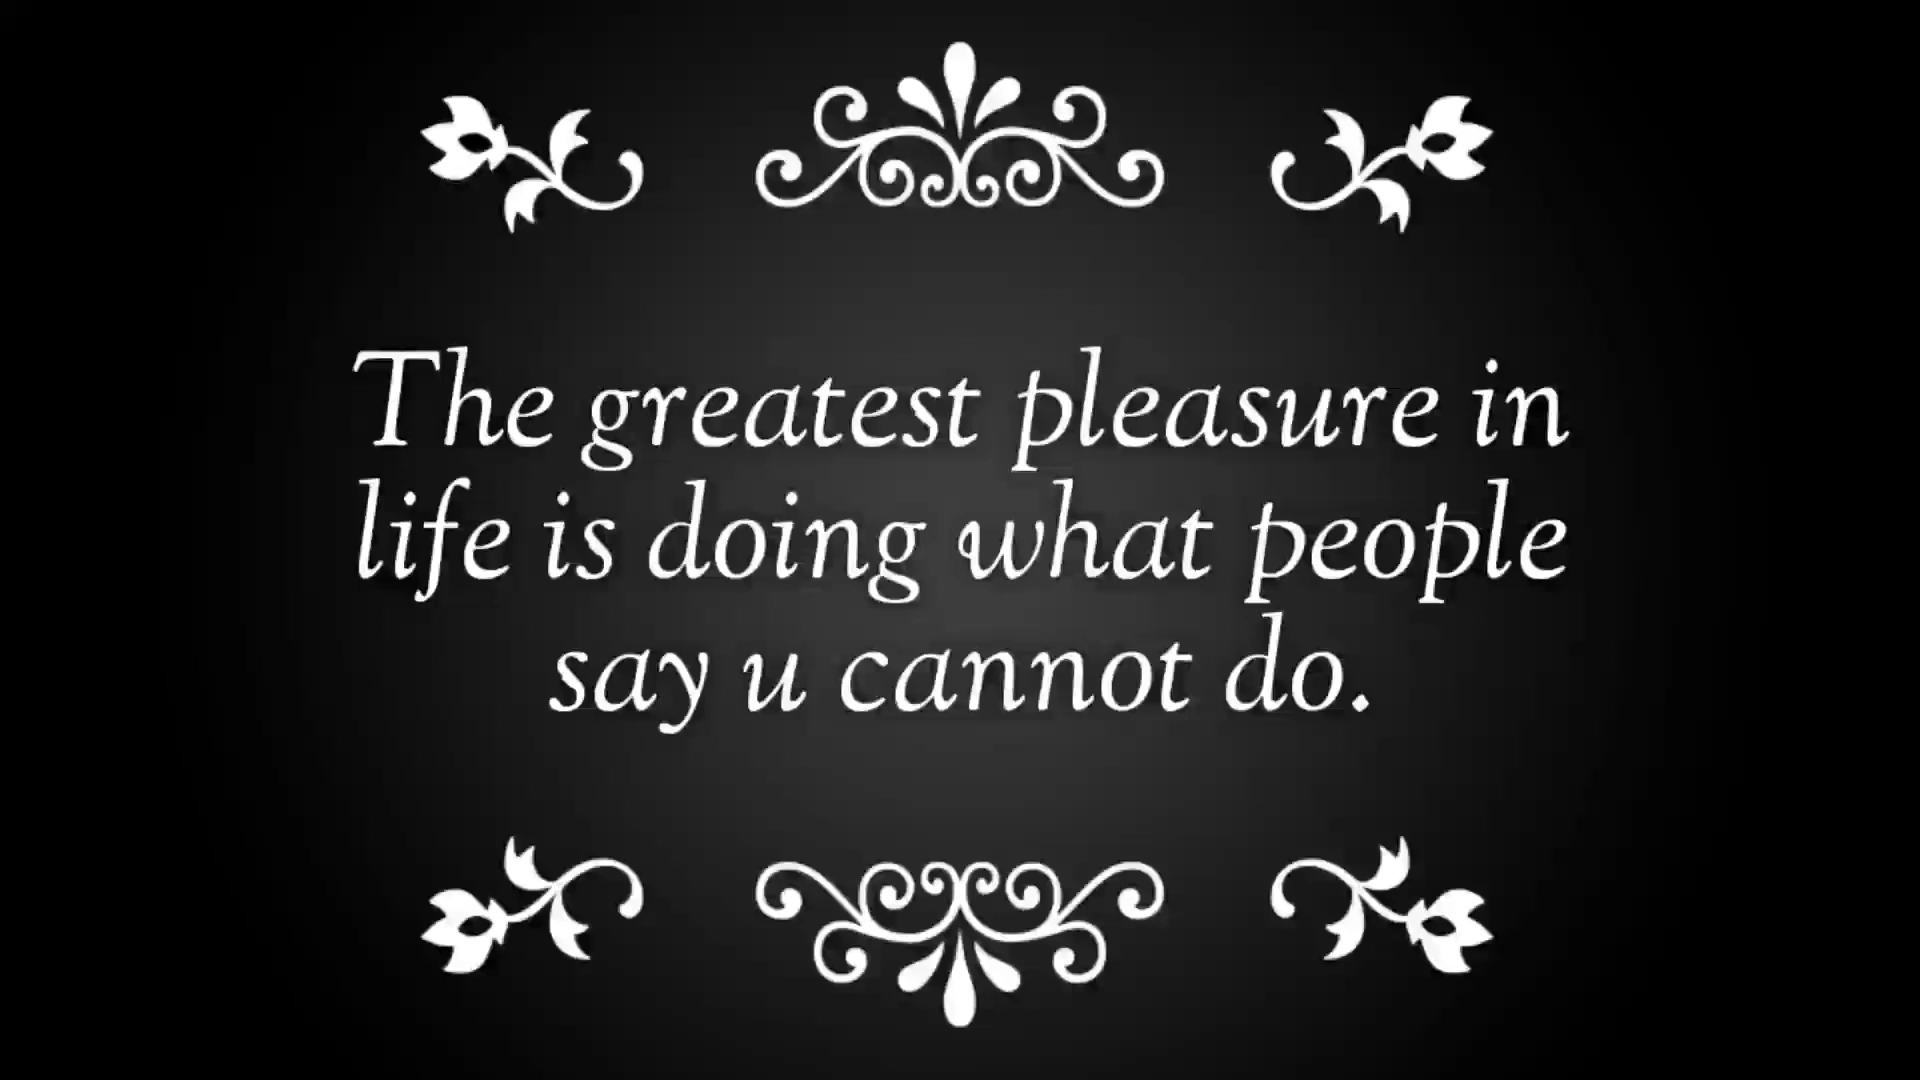 The greatest pleasure in
life is doing what people
say u cannot do.